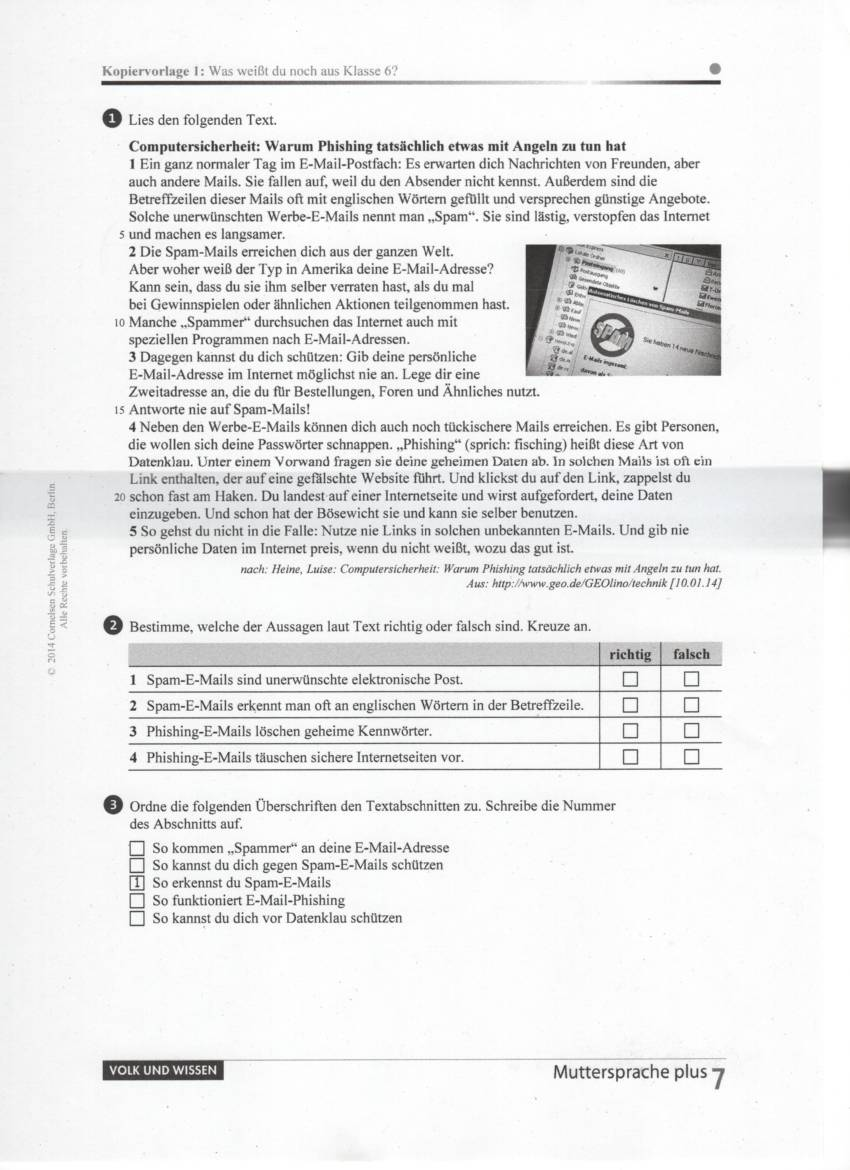 Kopiervorlage 1: Was weißt du noch aus Klasse 6?
1 Lies den folgenden Text.
Computersicherheit: Warum Phishing tatsächlich etwas mit Angeln zu tun hat
1 Ein ganz normaler Tag im E-Mail-Postfach: Es erwarten dich Nachrichten von Freunden, aber
auch andere Mails. Sie fallen auf, weil du den Absender nicht kennst. Außerdem sind die
Betreffzeilen dieser Mails oft mit englischen Wörtern gefüllt und versprechen günstige Angebote.
Solche unerwünschten Werbe-E-Mails nennt man „Spam“. Sie sind lästig, verstopfen das Internet
5 und machen es langsamer.
2 Die Spam-Mails erreichen dich aus der ganzen Welt.
Aber woher weiß der Typ in Amerika deine E-Mail-Adresse?
Kann sein, dass du sie ihm selber verraten hast, als du mal
bei Gewinnspielen oder ähnlichen Aktionen teilgenommen hast.
10 Manche „Spammer“ durchsuchen das Internet auch mit
speziellen Programmen nach E-Mail-Adressen.
3 Dagegen kannst du dich schützen: Gib deine persönliche
E-Mail-Adresse im Internet möglichst nie an. Lege dir eine
Zweitadresse an, die du für Bestellungen, Foren und Ähnliches nutzt.
15 Antworte nie auf Spam-Mails!
Lokale Ordner
Posteingang (40)
Postausgang
Gesendete Objekte
Automatisches Löschen von Spam-Mails
SPAM
Sie haben 14 neue
E-Mails insgesamt:
4 Neben den Werbe-E-Mails können dich auch noch tückischere Mails erreichen. Es gibt Personen,
die wollen sich deine Passwörter schnappen. „Phishing“ (sprich: fisching) heißt diese Art von
Datenklau. Unter einem Vorwand fragen sie deine geheimen Daten ab. In solchen Mails ist oft ein
Link enthalten, der auf eine gefälschte Website führt. Und klickst du auf den Link, zappelst du
20 schon fast am Haken. Du landest auf einer Internetseite und wirst aufgefordert, deine Daten
einzugeben. Und schon hat der Bösewicht sie und kann sie selber benutzen.
5 So gehst du nicht in die Falle: Nutze nie Links in solchen unbekannten E-Mails. Und gib nie
persönliche Daten im Internet preis, wenn du nicht weißt, wozu das gut ist.
nach: Heine, Luise: Computersicherheit: Warum Phishing tatsächlich etwas mit Angeln zu tun hat.
Aus: http://www.geo.de/GEOlino/technik [10.01.14]
© 2014 Cornelsen Schulverlage GmbH, Berlin.
Alle Rechte vorbehalten.
2 Bestimme, welche der Aussagen laut Text richtig oder falsch sind. Kreuze an.
richtig falsch
1 Spam-E-Mails sind unerwünschte elektronische Post.
2 Spam-E-Mails erkennt man oft an englischen Wörtern in der Betreffzeile.
3 Phishing-E-Mails löschen geheime Kennwörter.
4 Phishing-E-Mails täuschen sichere Internetseiten vor.
3 Ordne die folgenden Überschriften den Textabschnitten zu. Schreibe die Nummer
des Abschnitts auf.
So kommen „Spammer“ an deine E-Mail-Adresse
So kannst du dich gegen Spam-E-Mails schützen
1 So erkennst du Spam-E-Mails
So funktioniert E-Mail-Phishing
So kannst du dich vor Datenklau schützen
VOLK UND WISSEN
Muttersprache plus 7